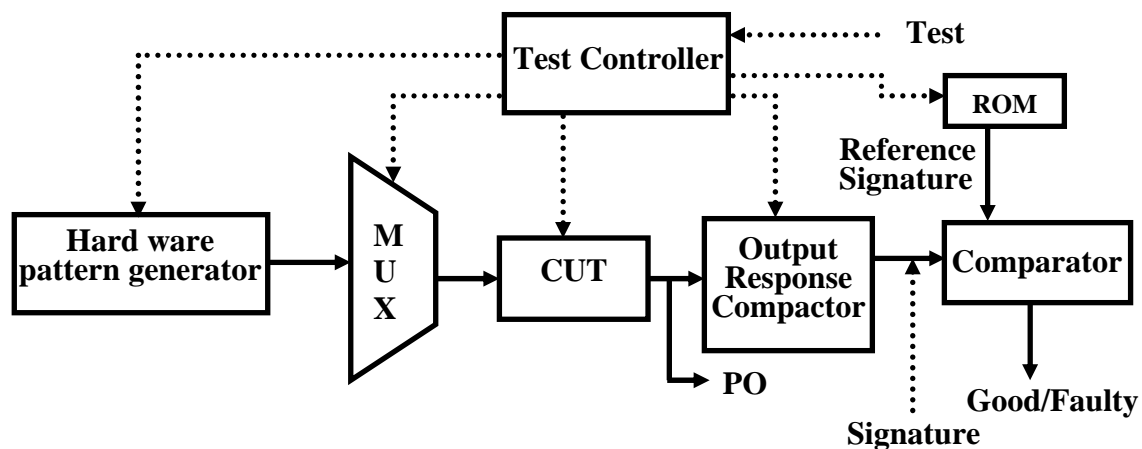 Test Controller
Test
ROM
Reference
Signature
Hard ware
pattern generator
M
U
X
CUT
Output
Response
Compactor
Comparator
PO
Good/Faulty
Signature